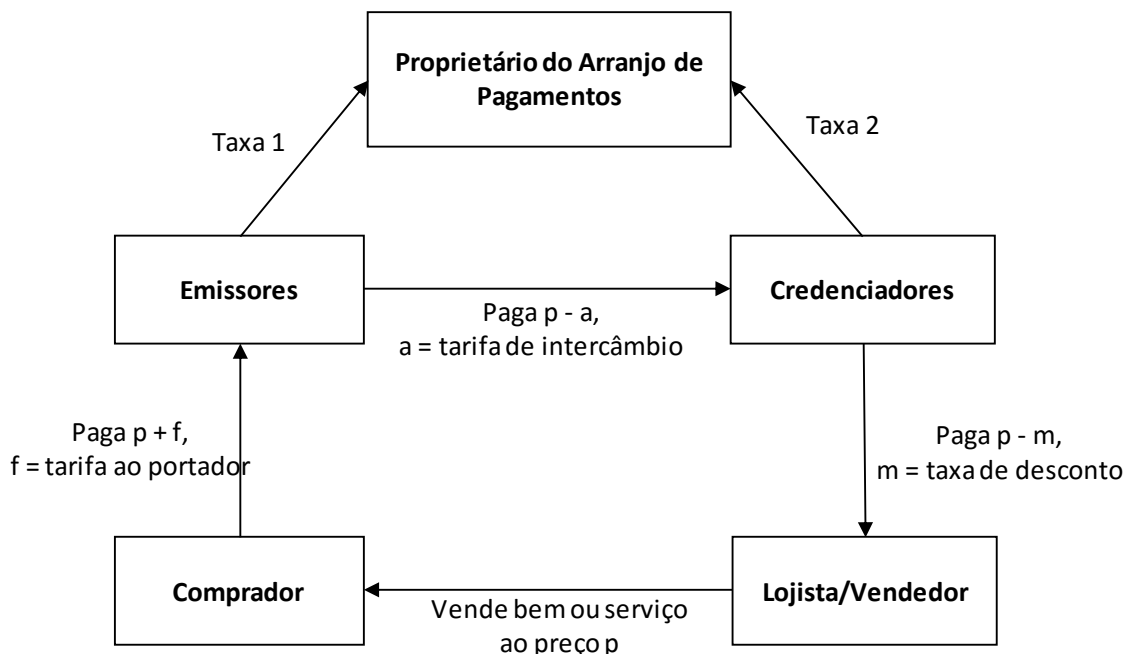 Proprietário do Arranjo de
Pagamentos
Taxa 1
Taxa 2
Emissores
Credenciadores
Paga p - a,
a = tarifa de intercâmbio
Paga p + f,
f = tarifa ao portador
Paga p - m,
m = taxa de desconto
Comprador
Lojista/Vendedor
Vende bem ou serviço
ao preço p